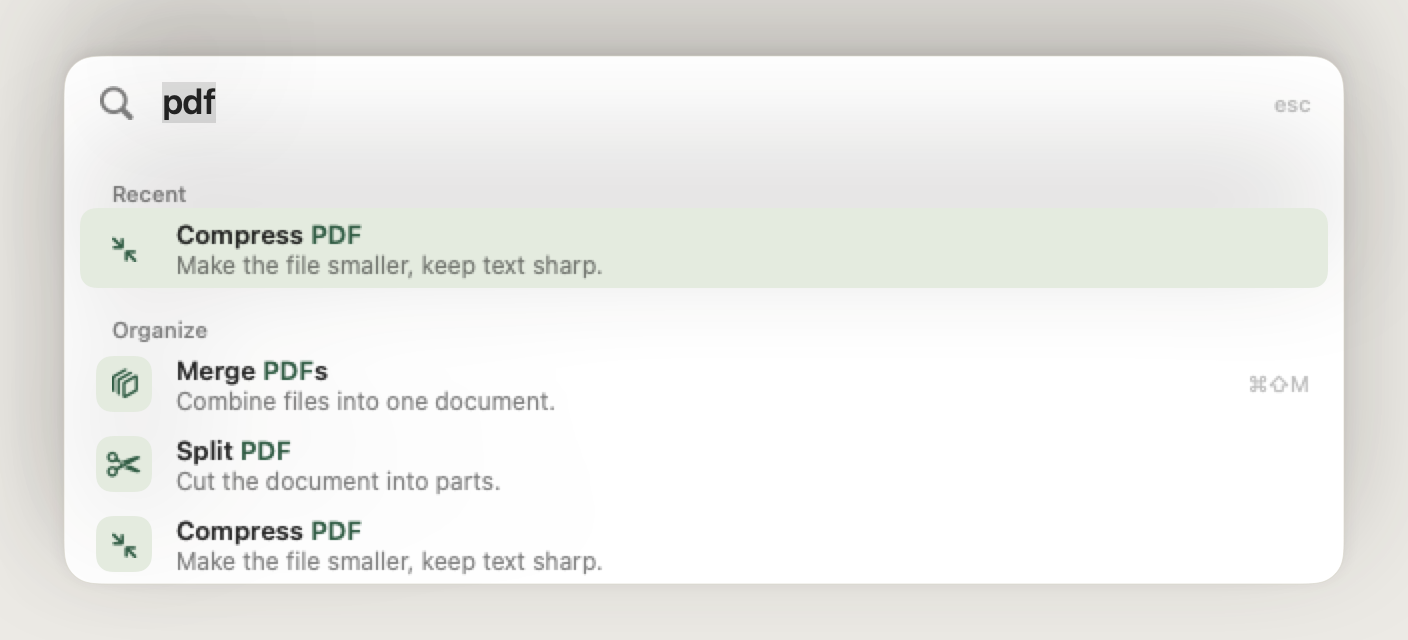 pdf
esc
Recent
Compress PDF
Make the file smaller, keep text sharp.
Organize
Merge PDFs
Combine files into one document.
⌘⇧M
Split PDF
Cut the document into parts.
Compress PDF
Make the file smaller, keep text sharp.